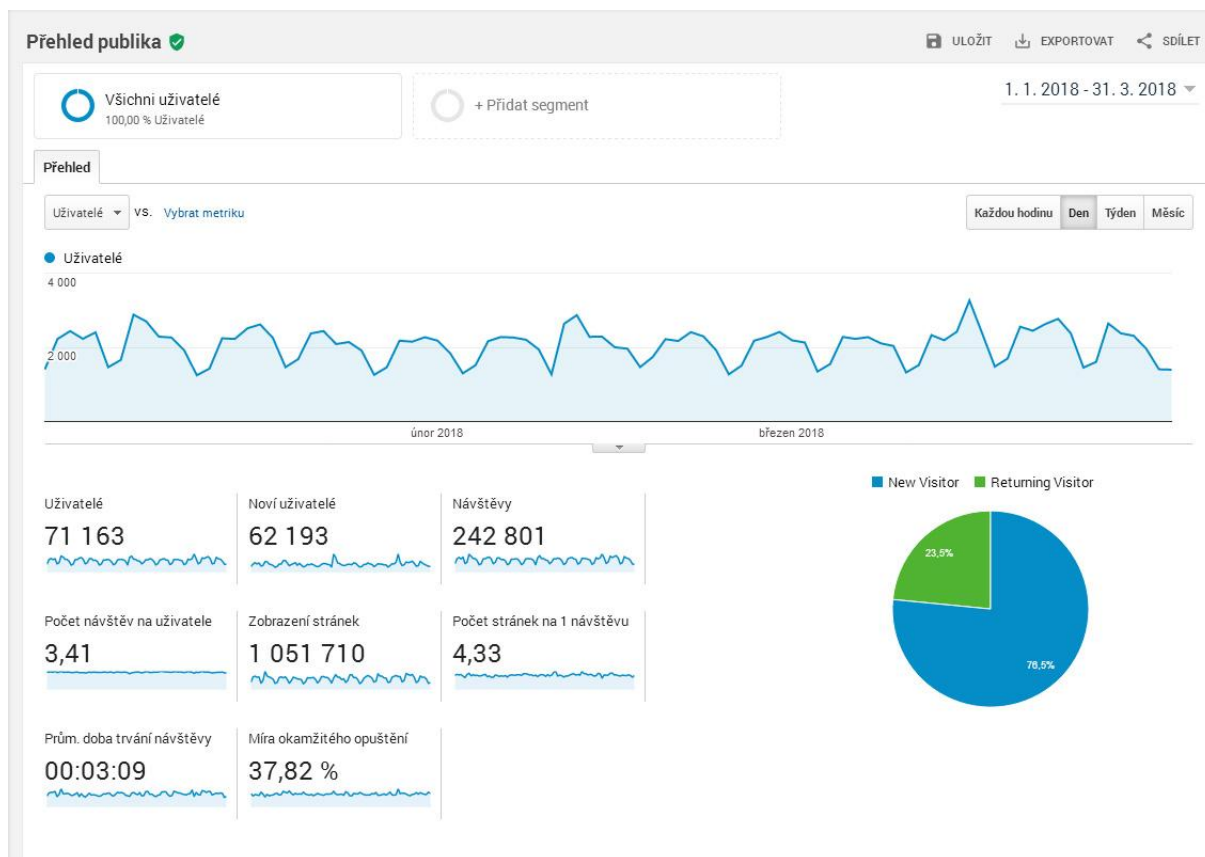 Přehled publika
ULOŽIT EXPORTOVAT SDÍLET
Všichni uživatelé
100,00 % Uživatelé
+ Přidat segment
1. 1. 2018 - 31. 3. 2018
Přehled
Uživatelé VS. Vybrat metriku
Každou hodinu Den Týden Měsíc
Uživatelé
4 000
2 000
únor 2018 březen 2018
New Visitor Returning Visitor
Uživatelé Noví uživatelé Návštěvy
71 163 62 193 242 801
23,5%
76,5%
Počet návštěv na uživatele Zobrazení stránek Počet stránek na 1 návštěvu
3,41 1 051 710 4,33
Prům. doba trvání návštěvy Míra okamžitého opuštění
00:03:09 37,82 %